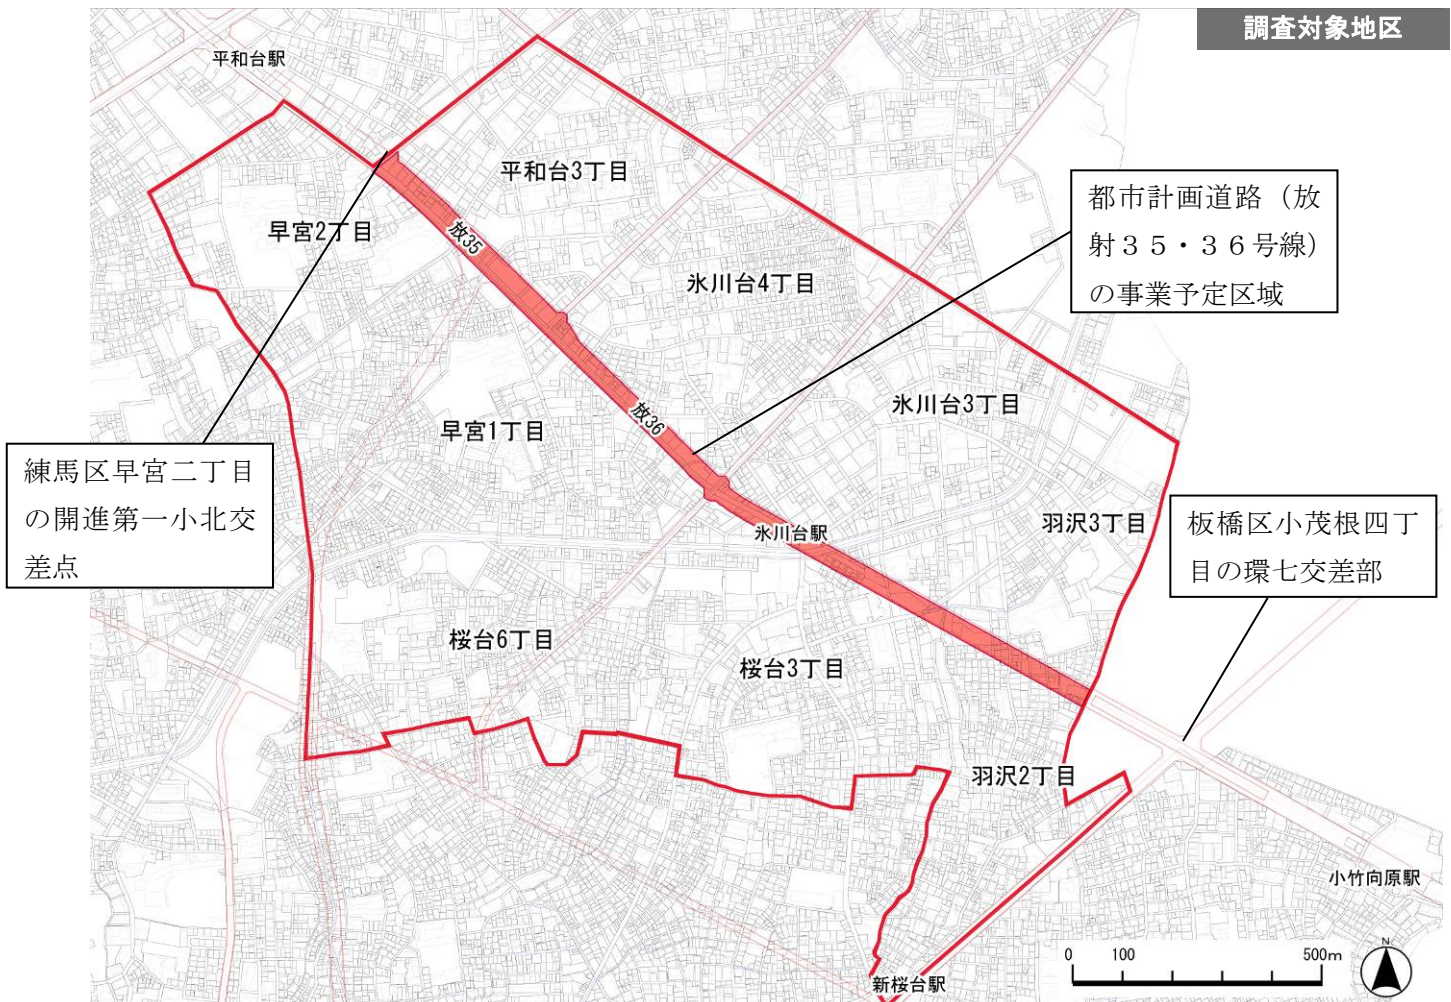 調査対象地区
平和台駅
平和台3丁目
早宮2丁目
放35
都市計画道路（放
射３５・３６号線）
の事業予定区域
氷川台4丁目
氷川台3丁目
放36
早宮1丁目
練馬区早宮二丁目
の開進第一小北交
差点
氷川台駅
羽沢3丁目
板橋区小茂根四丁
目の環七交差部
桜台6丁目
桜台3丁目
羽沢2丁目
小竹向原駅
新桜台駅
0 100 500m
N